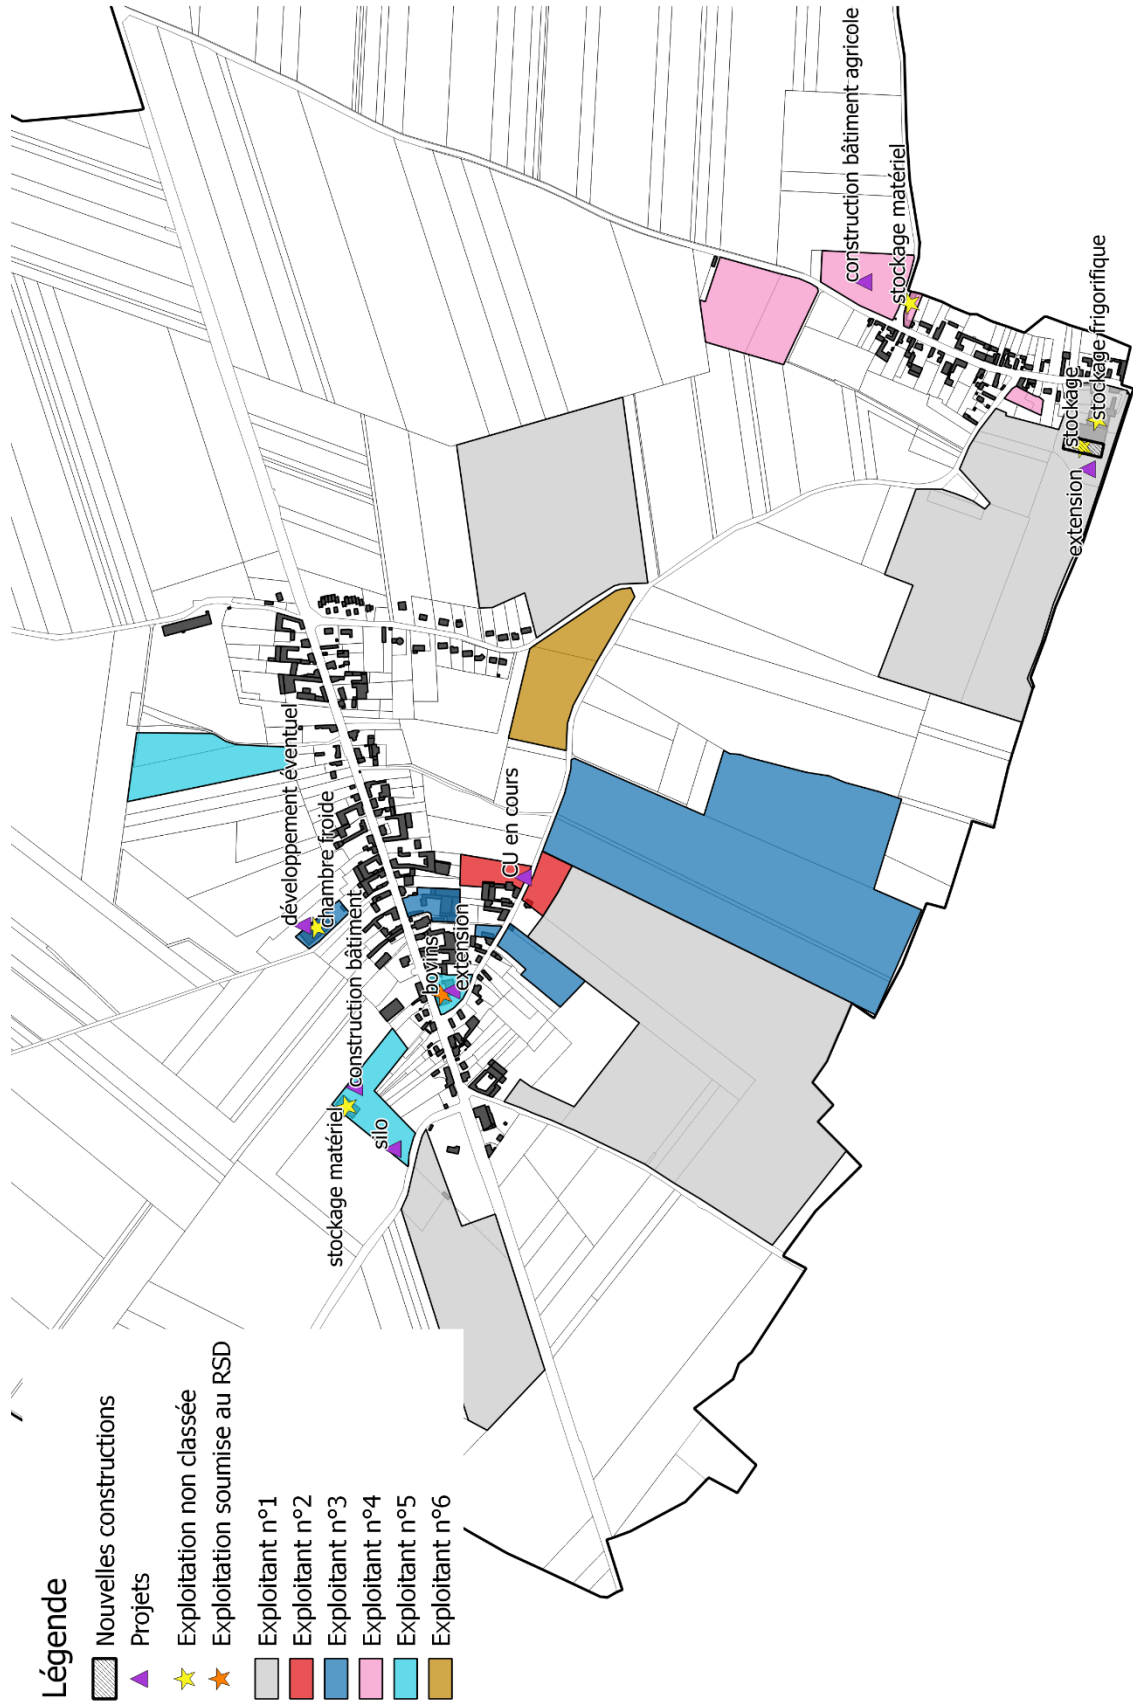 Légende
Nouvelles constructions
Projets
Exploitation non classée
Exploitation soumise au RSD
Exploitant n°1
Exploitant n°2
Exploitant n°3
Exploitant n°4
Exploitant n°5
Exploitant n°6
développement éventuel
chambre froide
construction bâtiment
stockage matériel
silo
bovins
extension
CU en cours
construction bâtiment agricole
stockage matériel
stockage
stockage frigorifique
extension